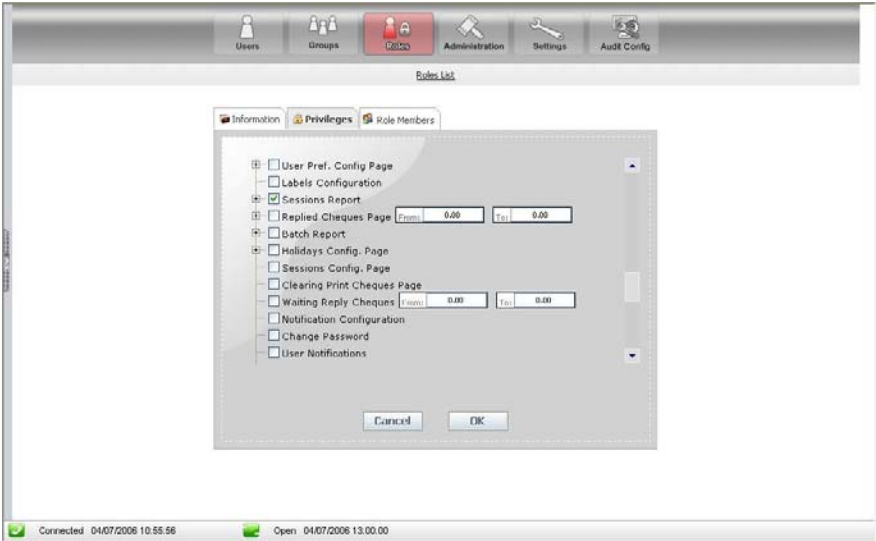 Users Groups Roles Administration Settings Audit Config
Roles List
Information Privileges Role Members
User Pref. Config Page
Labels Configuration
Sessions Report
Replied Cheques Page From: 0.00 To: 0.00
Batch Report
Holidays Config. Page
Sessions Config. Page
Clearing Print Cheques Page
Waiting Reply Cheques From: 0.00 To: 0.00
Notification Configuration
Change Password
User Notifications
Cancel OK
Connected 04/07/2006 10.55.56 Open 04/07/2006 13.00.00